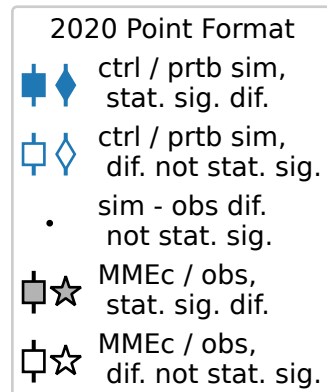 2020 Point Format
ctrl / prtb sim,
stat. sig. dif.
ctrl / prtb sim,
dif. not stat. sig.
sim - obs dif.
not stat. sig.
MMEc / obs,
stat. sig. dif.
MMEc / obs,
dif. not stat. sig.